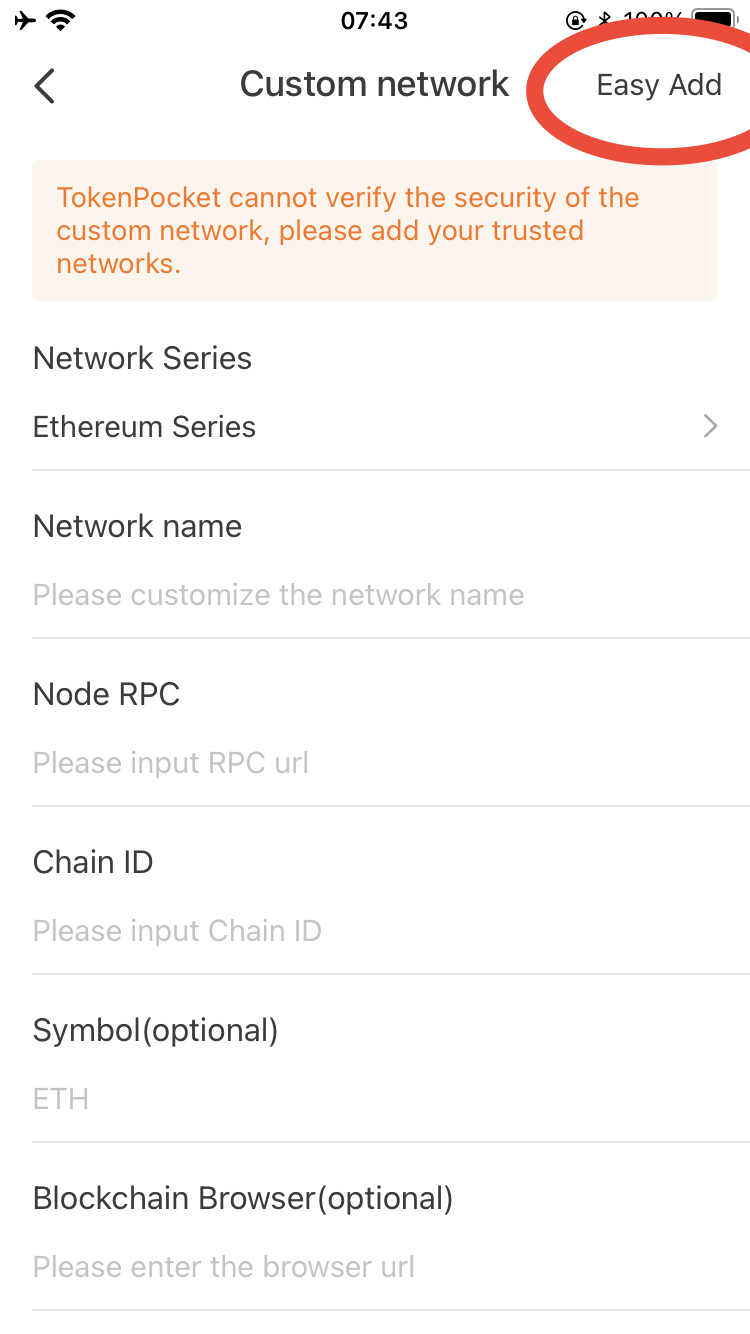 07:43
100%
Custom network
Easy Add
TokenPocket cannot verify the security of the
custom network, please add your trusted
networks.
Network Series
Ethereum Series
Network name
Please customize the network name
Node RPC
Please input RPC url
Chain ID
Please input Chain ID
Symbol(optional)
ETH
Blockchain Browser(optional)
Please enter the browser url